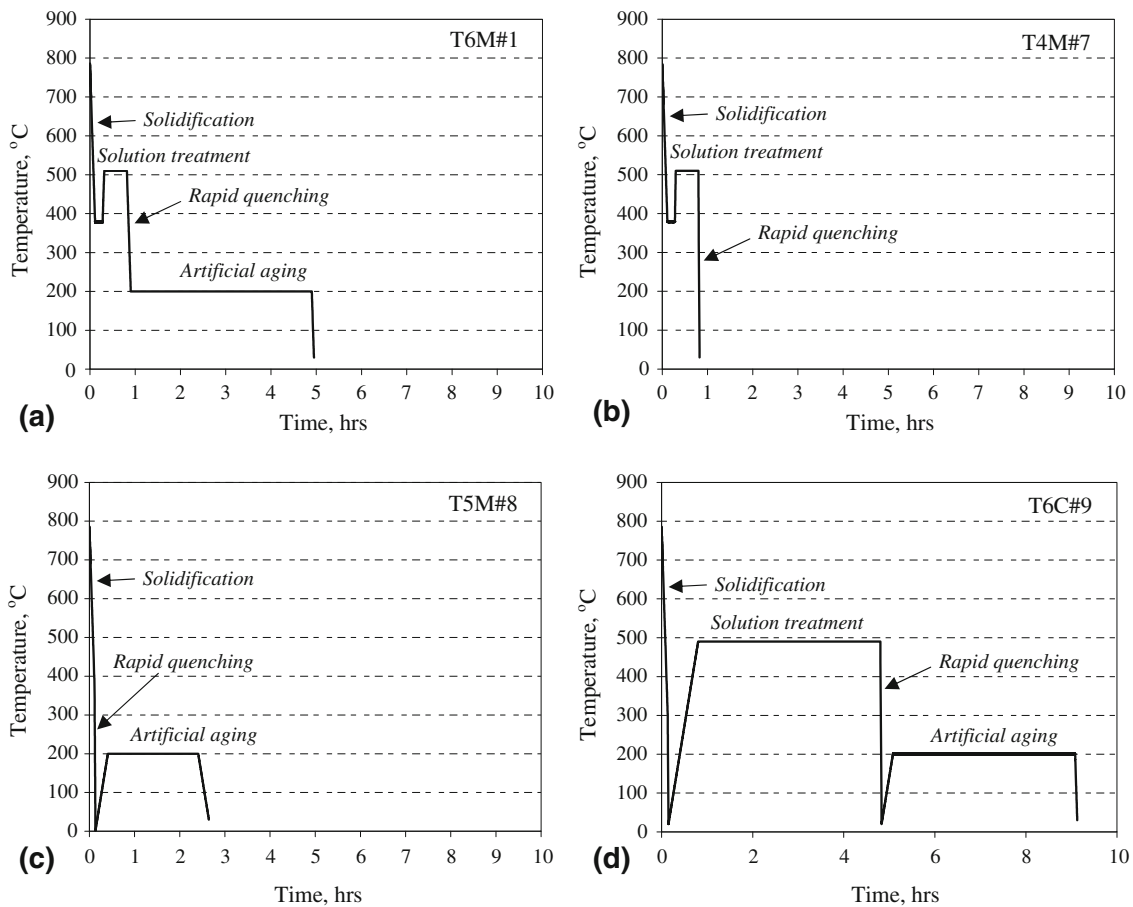 900
800
700
600
500
400
300
200
100
0
Temperature, °C
T6M#1
Solidification
Solution treatment
Rapid quenching
Artificial aging
0 1 2 3 4 5 6 7 8 9 10
Time, hrs
(a)
900
800
700
600
500
400
300
200
100
0
Temperature, °C
T4M#7
Solidification
Solution treatment
Rapid quenching
0 1 2 3 4 5 6 7 8 9 10
Time, hrs
(b)
900
800
700
600
500
400
300
200
100
0
Temperature, °C
T5M#8
Solidification
Rapid quenching
Artificial aging
0 1 2 3 4 5 6 7 8 9 10
Time, hrs
(c)
900
800
700
600
500
400
300
200
100
0
Temperature, °C
T6C#9
Solidification
Solution treatment
Rapid quenching
Artificial aging
0 2 4 6 8 10
Time, hrs
(d)